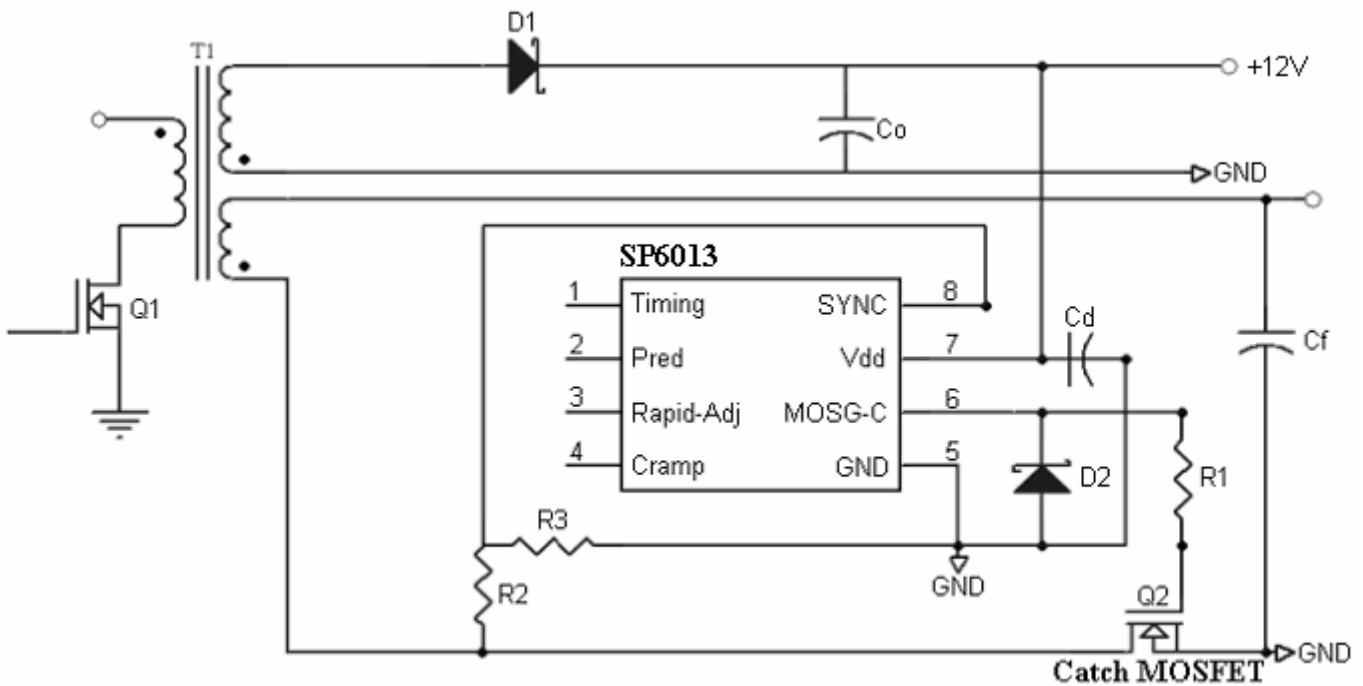 D1
T1
+12V
Co
GND
SP6013
Q1
1 Timing SYNC 8
Cd
2 Pred Vdd 7
Cf
3 Rapid-Adj MOSG-C 6
4 Cramp GND 5
D2 R1
R3
R2
GND
Q2
GND
Catch MOSFET